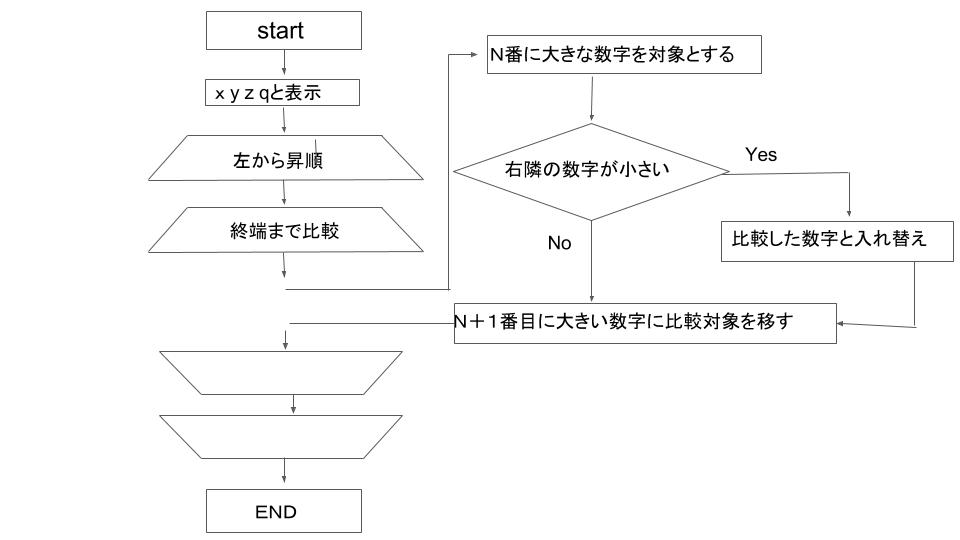 start
x y z qと表示
左から昇順
終端まで比較
N番に大きな数字を対象とする
右隣の数字が小さい
Yes
No
比較した数字と入れ替え
N＋1番目に大きい数字に比較対象を移す
END